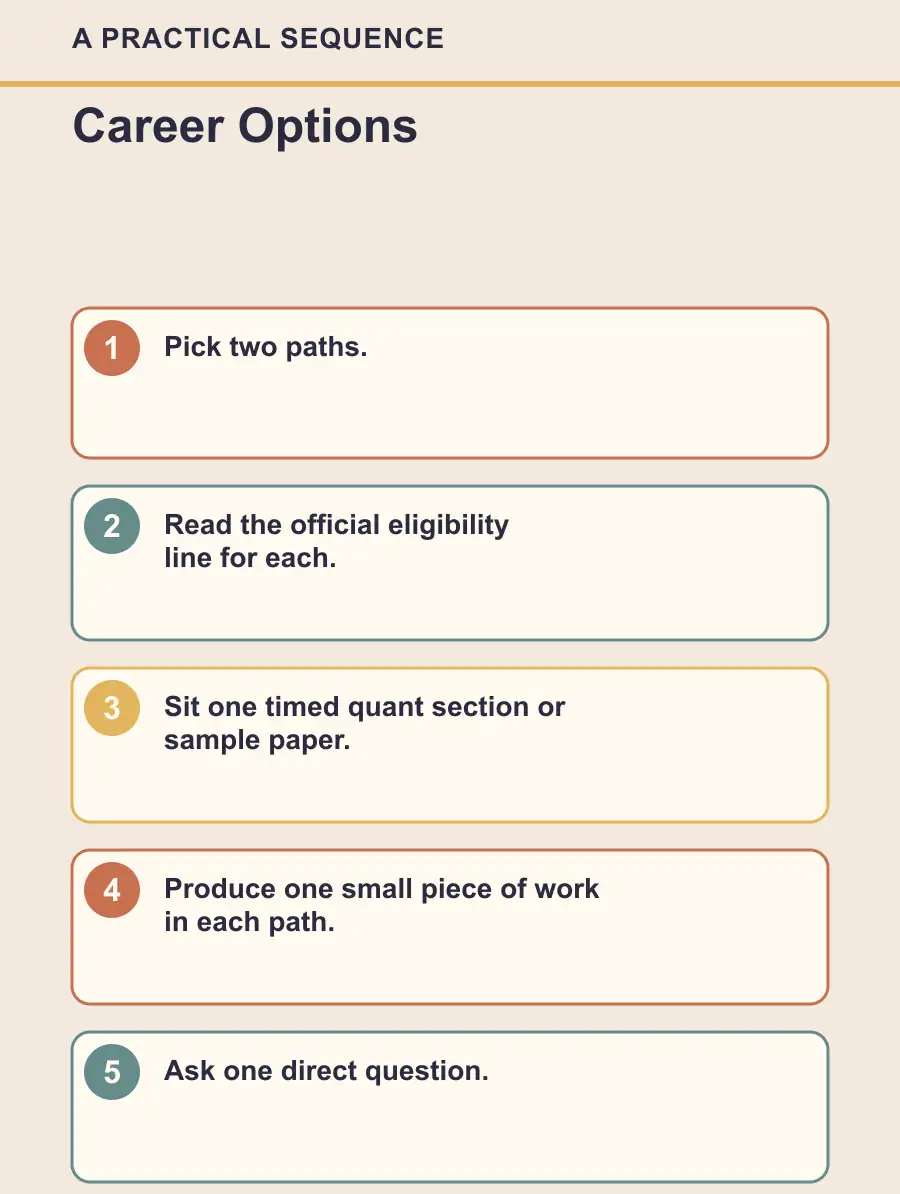 A PRACTICAL SEQUENCE
Career Options
1
Pick two paths.
2
Read the official eligibility
line for each.
3
Sit one timed quant section or
sample paper.
4
Produce one small piece of work
in each path.
5
Ask one direct question.